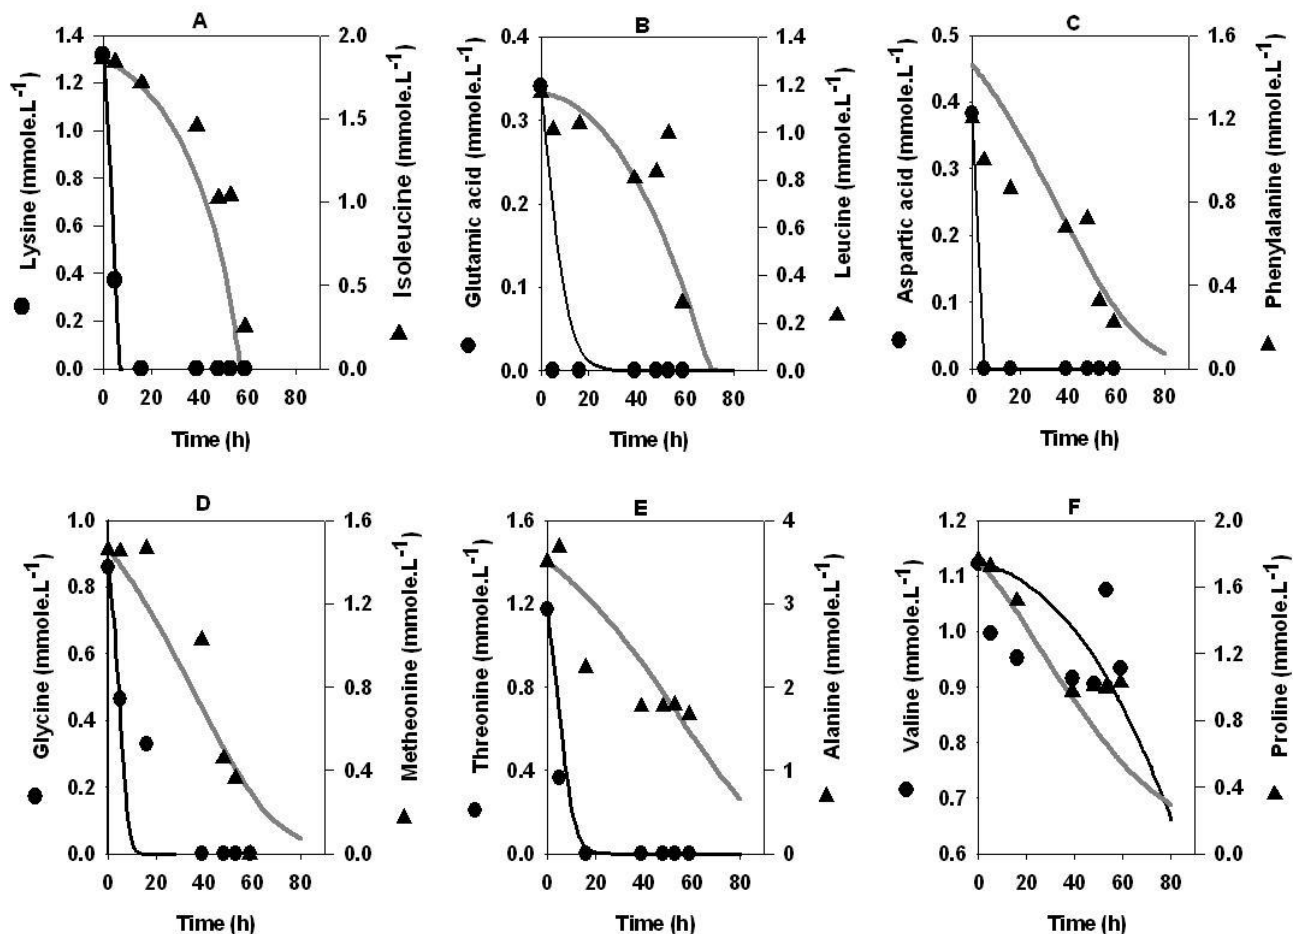 A
1.4
1.2
1.0
0.8
0.6
0.4
0.2
0.0
Lysine (mmole.L-1)
2.0
1.5
1.0
0.5
0.0
Isoleucine (mmole.L-1)
0 20 40 60 80
Time (h)
B
0.4
0.3
0.2
0.1
0.0
Glutamic acid (mmole.L-1)
1.4
1.2
1.0
0.8
0.6
0.4
0.2
0.0
Leucine (mmole.L-1)
0 20 40 60 80
Time (h)
C
0.5
0.4
0.3
0.2
0.1
0.0
Aspartic acid (mmole.L-1)
1.6
1.2
0.8
0.4
0.0
Phenylalanine (mmole.L-1)
0 20 40 60 80
Time (h)
D
1.0
0.8
0.6
0.4
0.2
0.0
Glycine (mmole.L-1)
1.6
1.2
0.8
0.4
0.0
Metheonine (mmole.L-1)
0 20 40 60 80
Time (h)
E
1.6
1.2
0.8
0.4
0.0
Threonine (mmole.L-1)
4
3
2
1
0
Alanine (mmole.L-1)
0 20 40 60 80
Time (h)
F
1.2
1.1
1.0
0.9
0.8
0.7
0.6
Valine (mmole.L-1)
2.0
1.6
1.2
0.8
0.4
0.0
Proline (mmole.L-1)
0 20 40 60 80
Time (h)